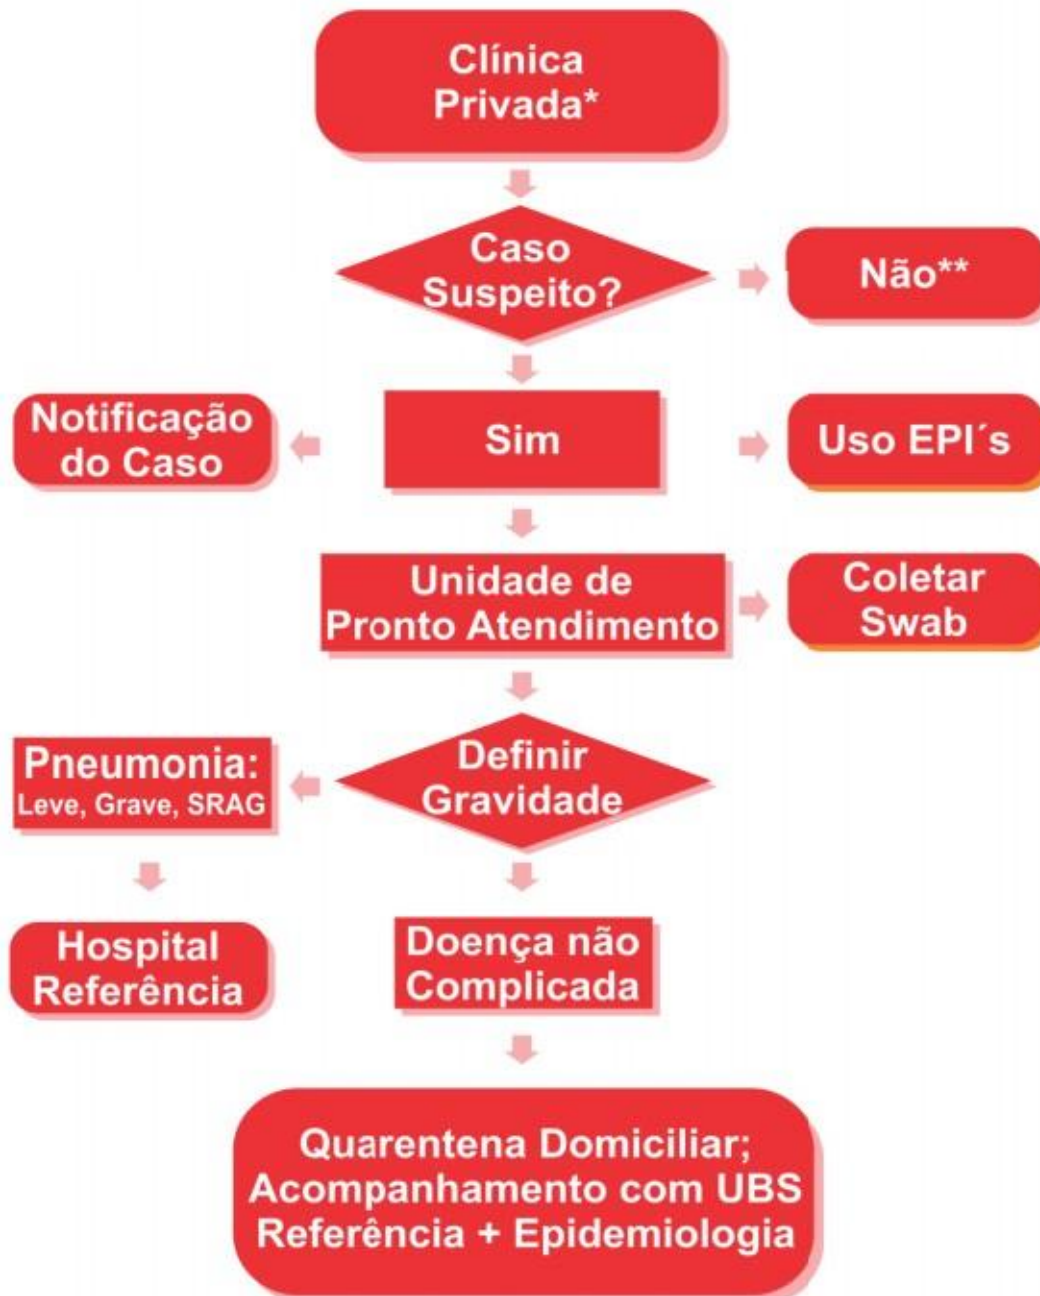 Clínica
Privada*
Caso
Suspeito?
Não**
Notificação
do Caso
Sim
Uso EPI´s
Unidade de
Pronto Atendimento
Coletar
Swab
Pneumonia:
Leve, Grave, SRAG
Definir
Gravidade
Hospital
Referência
Doença não
Complicada
Quarentena Domiciliar;
Acompanhamento com UBS
Referência + Epidemiologia